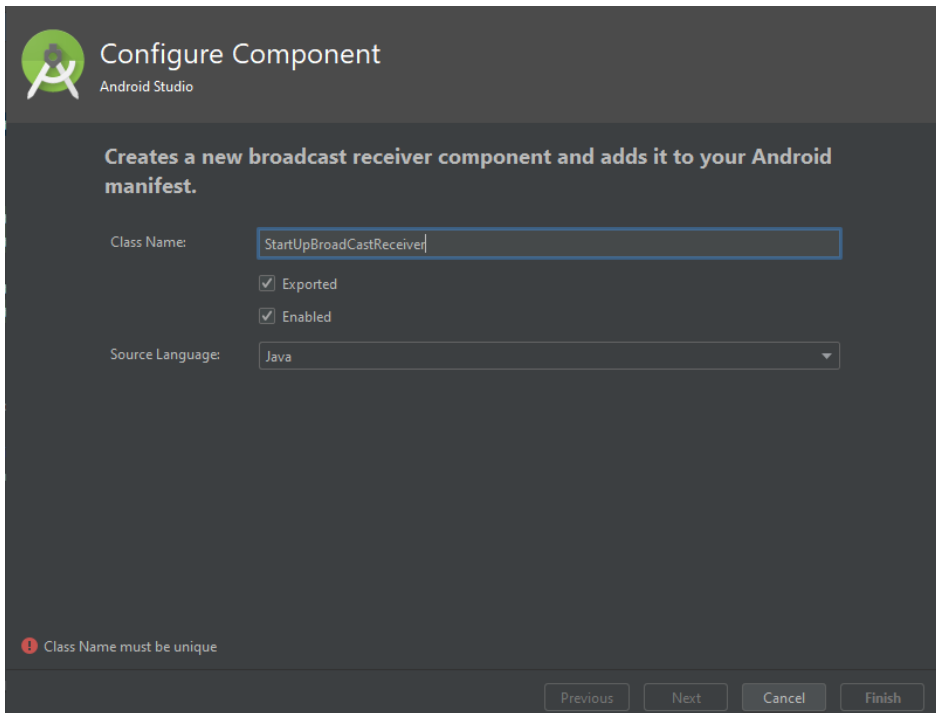 Configure Component
Android Studio
Creates a new broadcast receiver component and adds it to your Android
manifest.
Class Name:
StartUpBroadCastReceiver
Exported
Enabled
Source Language:
Java
Class Name must be unique
Previous
Next
Cancel
Finish